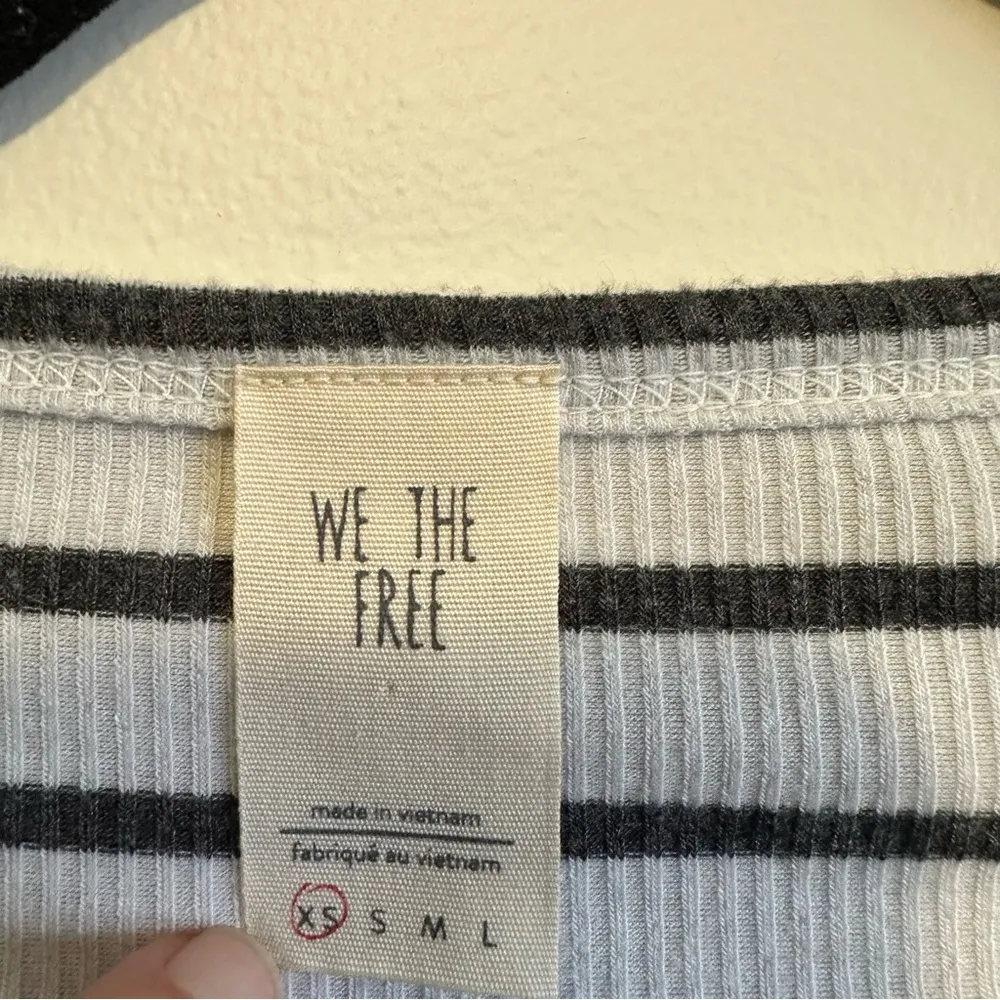 WE THE
FREE
made in vietnam
fabriqué au vietnam
XS S M L